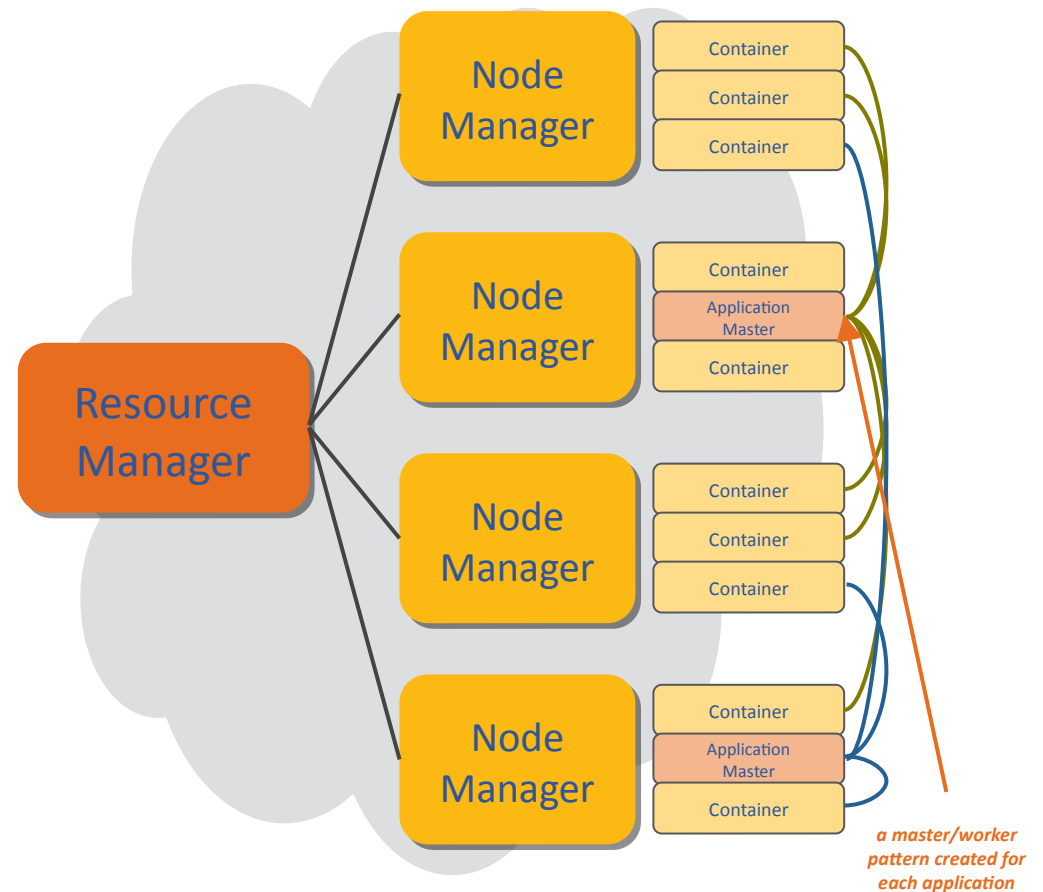 Resource
Manager
Node
Manager
Container
Container
Container
Node
Manager
Container
Application
Master
Container
Node
Manager
Container
Container
Container
Node
Manager
Container
Application
Master
Container
a master/worker
pattern created for
each application